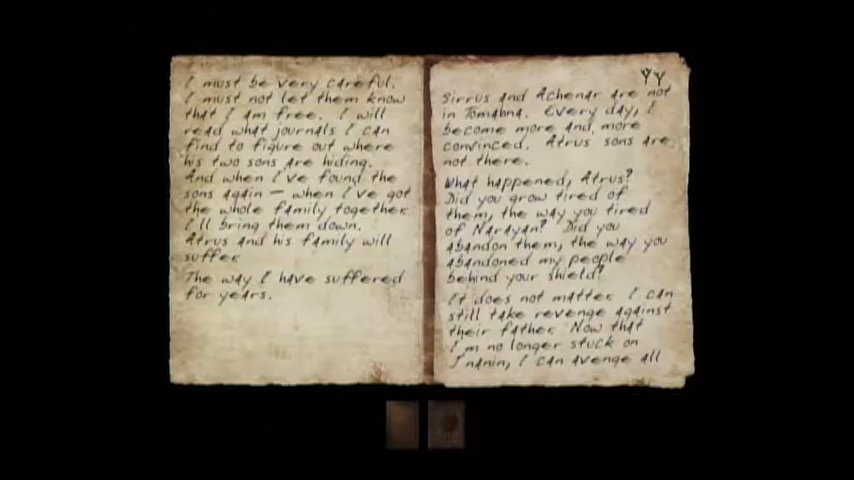 I must be very careful.
I must not let them know
that I am free. I will
read what journals I can
find to figure out where
his two sons are hiding.
And when I've found the
sons again – when I've got
the whole family together,
I'll bring them down.
Atrus and his family will
suffer.
The way I have suffered
for years.
Sirrus and Achenar are not
in Tomahna. Every day, I
become more and more
convinced. Atrus sons are
not there.
What happened, Atrus?
Did you grow tired of
them, the way you tired
of Narayan? Did you
abandon them, the way you
abandoned my people
behind your shield?
It does not matter. I can
still take revenge against
their father. Now that
I'm no longer stuck on
J'nanin, I can avenge all